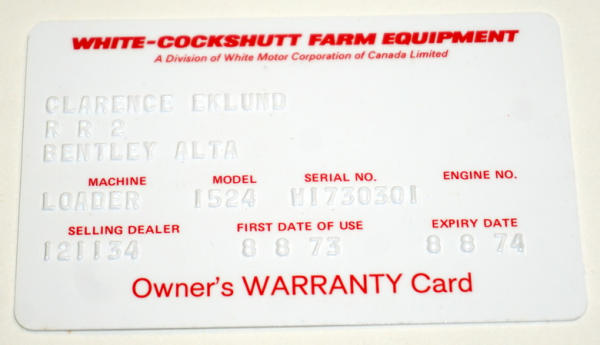 WHITE-COCKSHUTT FARM EQUIPMENT
A Division of White Motor Corporation of Canada Limited
CLARENCE EKLUND
R R 2
BENTLEY ALTA
MACHINE MODEL SERIAL NO. ENGINE NO.
LOADER 1524 M1730301
SELLING DEALER FIRST DATE OF USE EXPIRY DATE
121134 8 8 73 8 8 74
Owner's WARRANTY Card